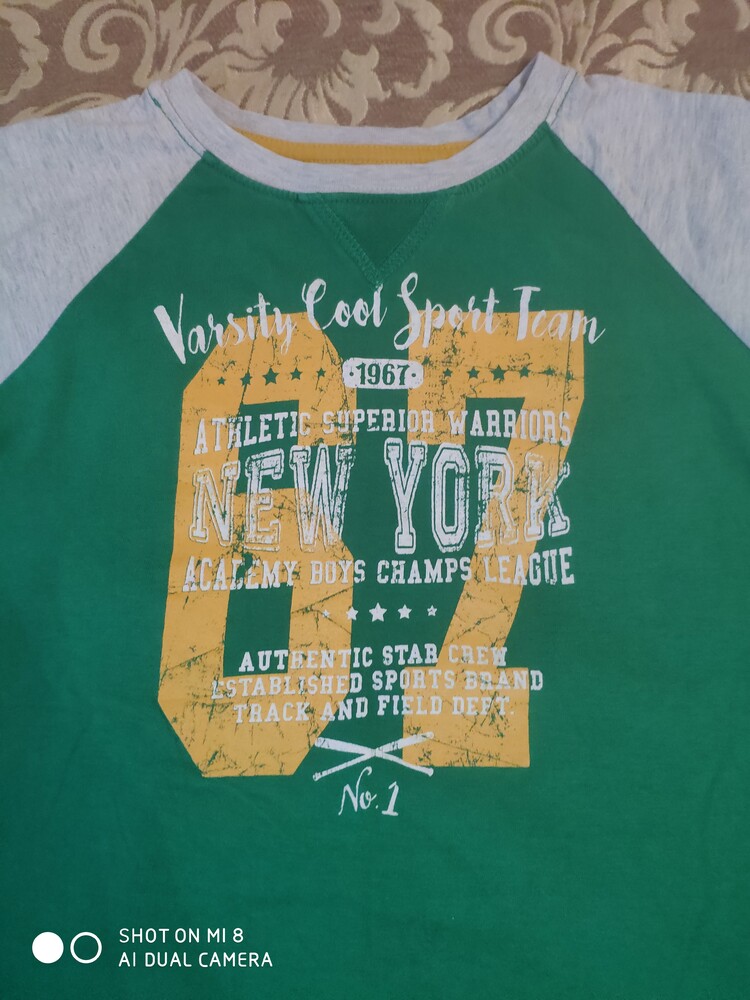 Varsity Cool Sport Team
67
1967
ATHLETIC SUPERIOR WARRIORS
NEW YORK
ACADEMY BOYS CHAMPS LEAGUE
AUTHENTIC STAR CREW
ESTABLISHED SPORTS BRAND
TRACK AND FIELD DEPT.
No. 1
SHOT ON MI 8
AI DUAL CAMERA